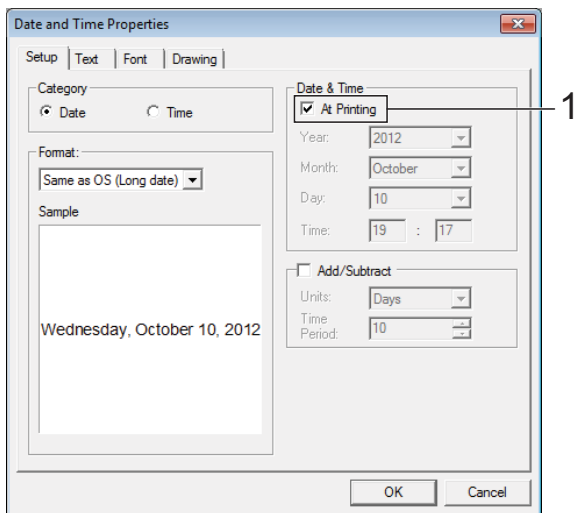 Date and Time Properties
Setup
Text
Font
Drawing
Category
Date
Time
Format:
Same as OS (Long date)
Sample
Wednesday, October 10, 2012
Date & Time
At Printing
1
Year:
2012
Month:
October
Day:
10
Time:
19 : 17
Add/Subtract
Units:
Days
Time
Period:
10
OK
Cancel